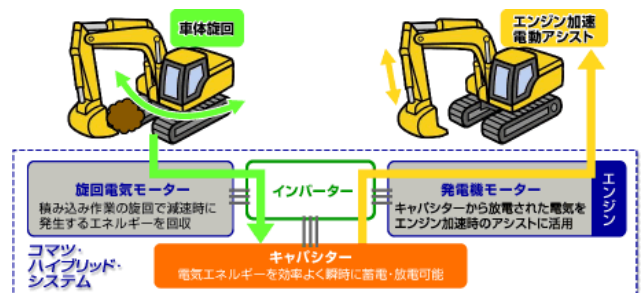 車体旋回
エンジン加速
電動アシスト
旋回電気モーター
積み込み作業の旋回で減速時に
発生するエネルギーを回収
インバーター
発電機モーター
キャパシターから放電された電気を
エンジン加速時のアシストに活用
エンジン
コマツ・
ハイブリッド・
システム
キャパシター
電気エネルギーを効率よく瞬時に蓄電・放電可能